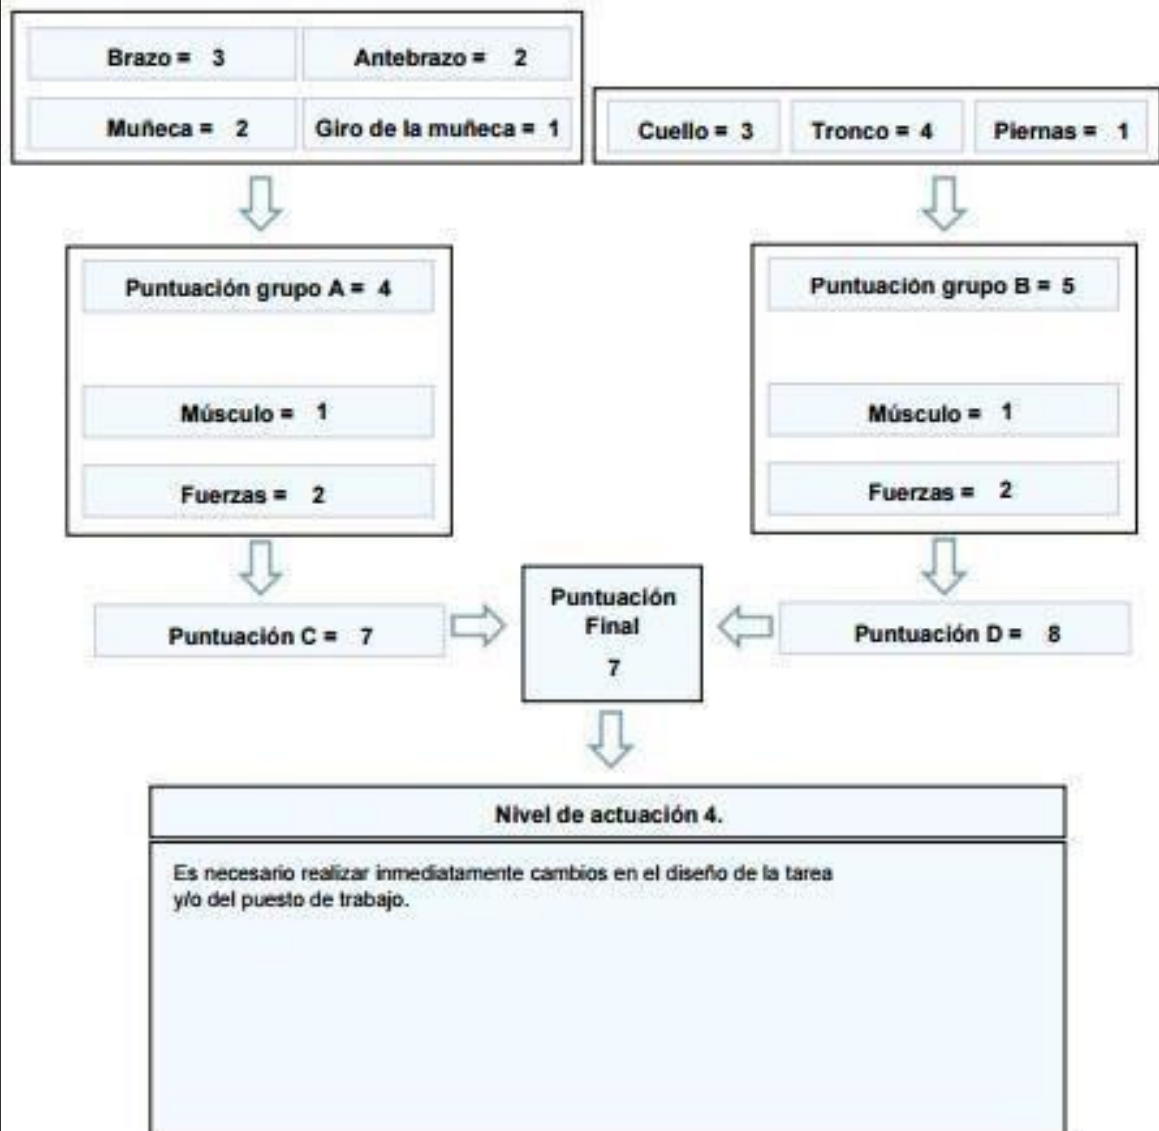 Brazo = 3
Antebrazo = 2
Muñeca = 2
Giro de la muñeca = 1
Cuello = 3
Tronco = 4
Piernas = 1
Puntuación grupo A = 4
Músculo = 1
Fuerzas = 2
Puntuación grupo B = 5
Músculo = 1
Fuerzas = 2
Puntuación C = 7
Puntuación
Final
7
Puntuación D = 8
Nivel de actuación 4.
Es necesario realizar inmediatamente cambios en el diseño de la tarea
y/o del puesto de trabajo.